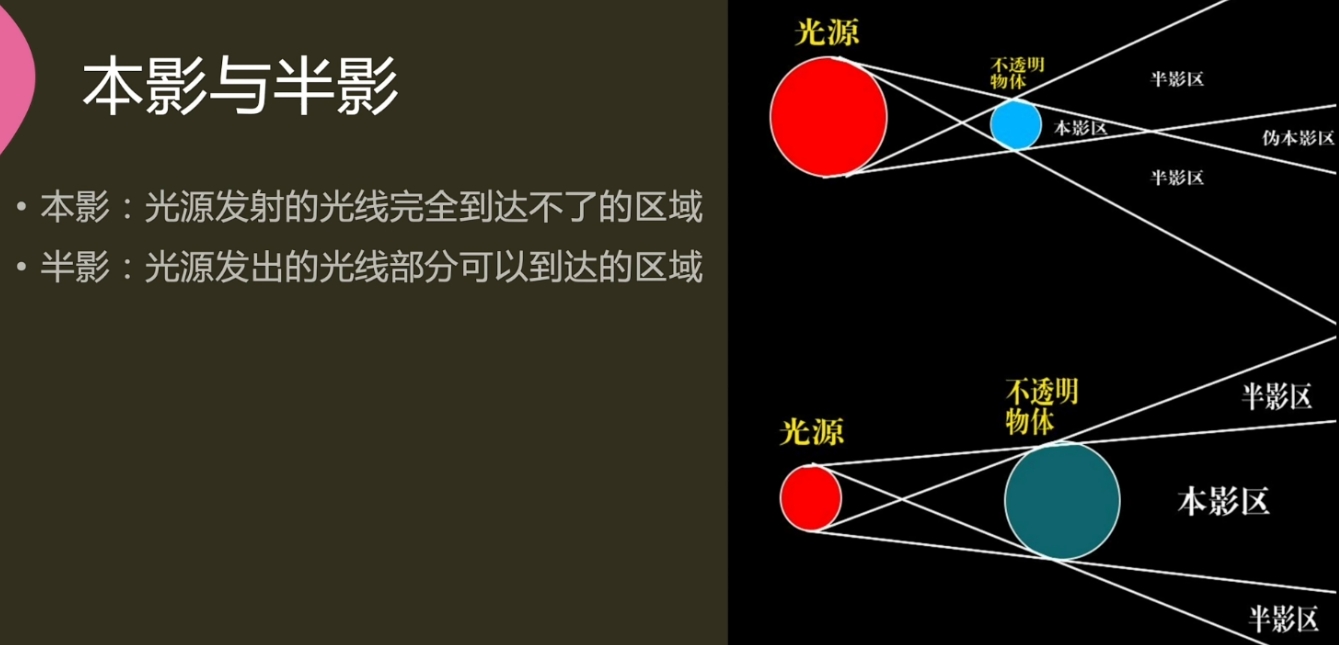 本影与半影
• 本影：光源发射的光线完全到达不了的区域
• 半影：光源发出的光线部分可以到达的区域
光源
不透明
物体
半影区
本影区
伪本影区
半影区
光源
不透明
物体
半影区
本影区
半影区